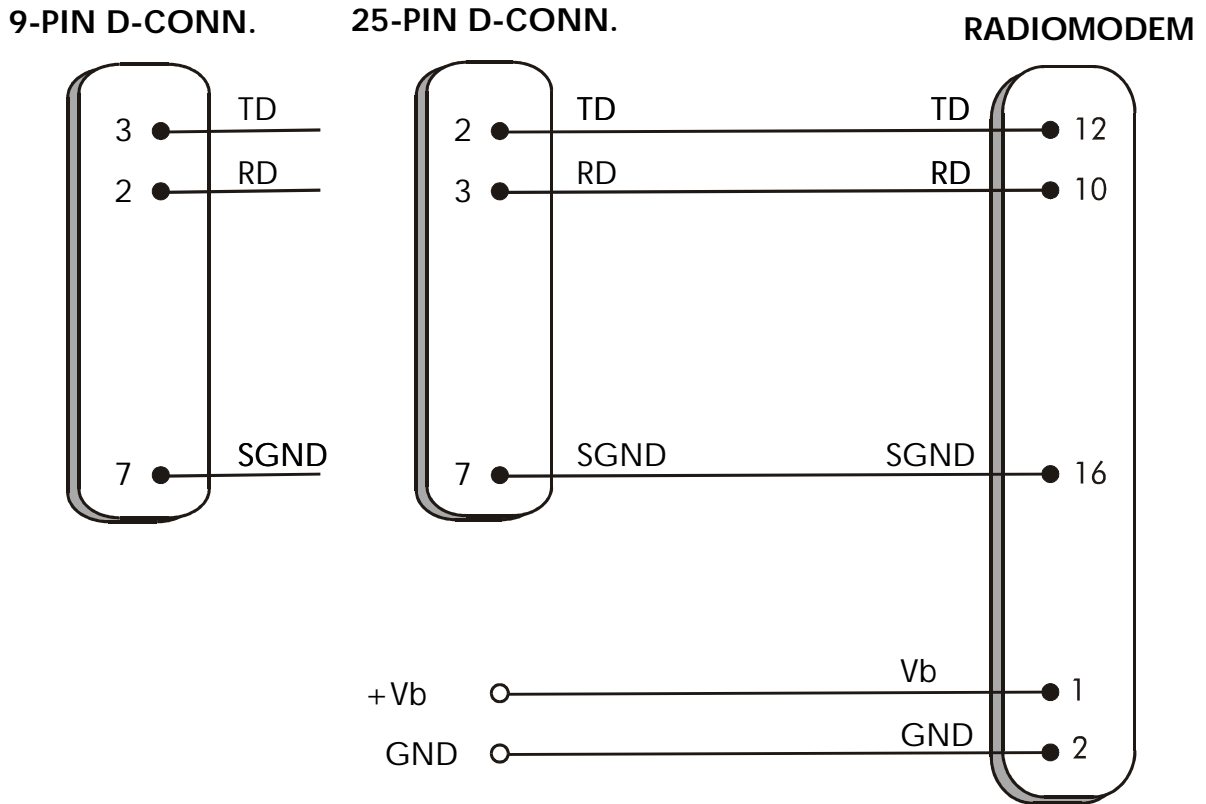 9-PIN D-CONN. 25-PIN D-CONN. RADIOMODEM
3 TD 2 TD TD 12
2 RD 3 RD RD 10
7 SGND 7 SGND SGND 16
+Vb Vb 1
GND GND 2